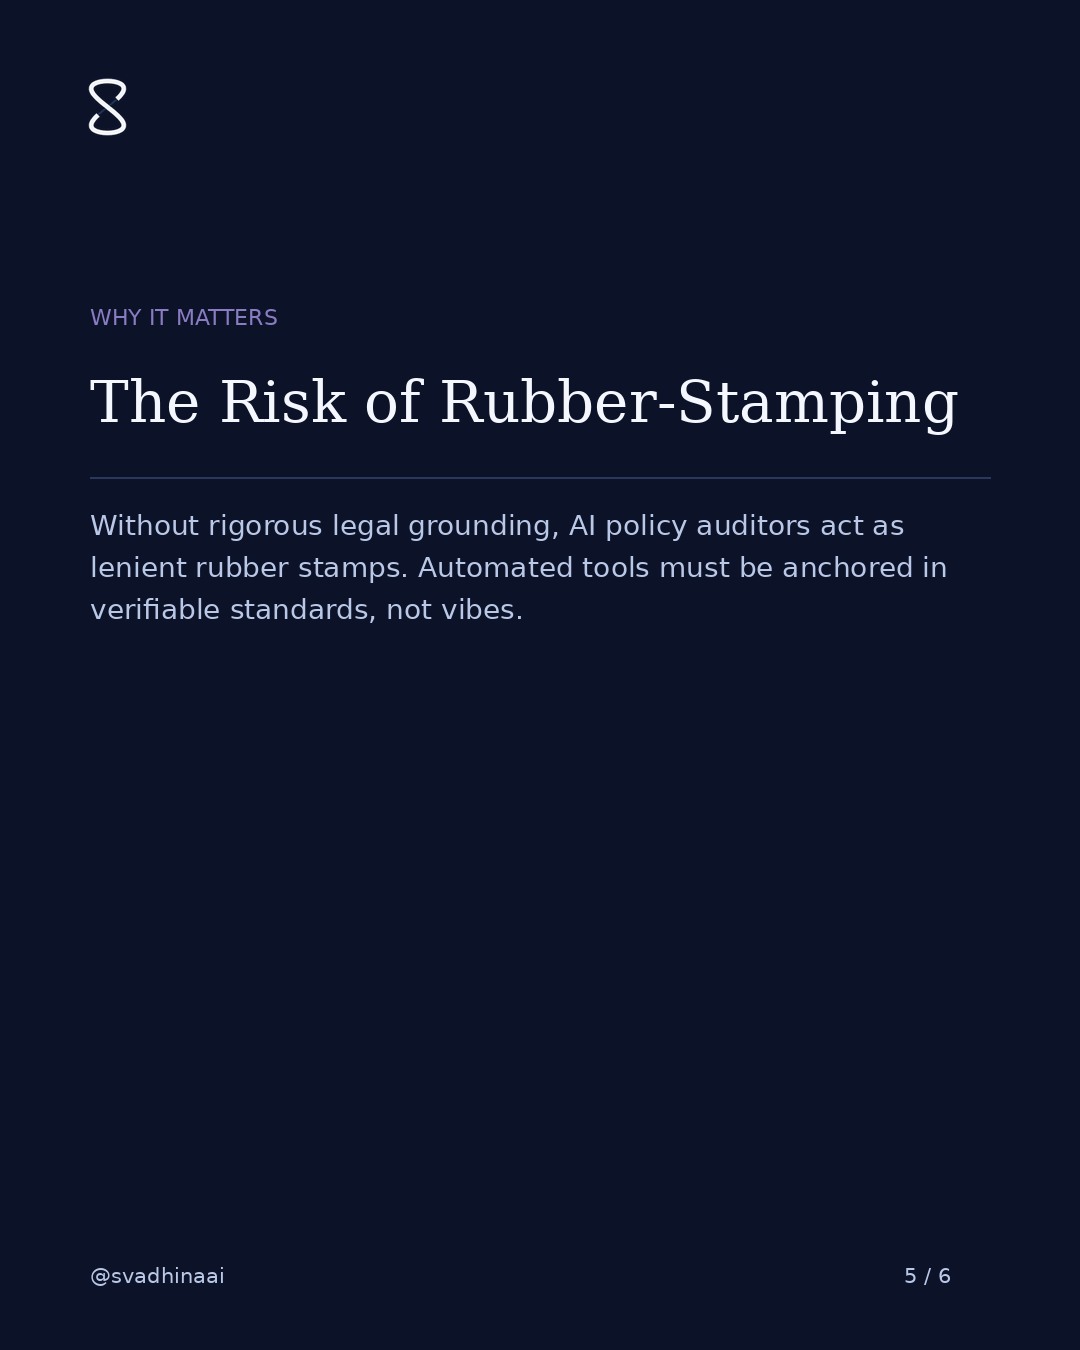 WHY IT MATTERS
The Risk of Rubber-Stamping
Without rigorous legal grounding, AI policy auditors act as
lenient rubber stamps. Automated tools must be anchored in
verifiable standards, not vibes.
@svadhinaai
5 / 6